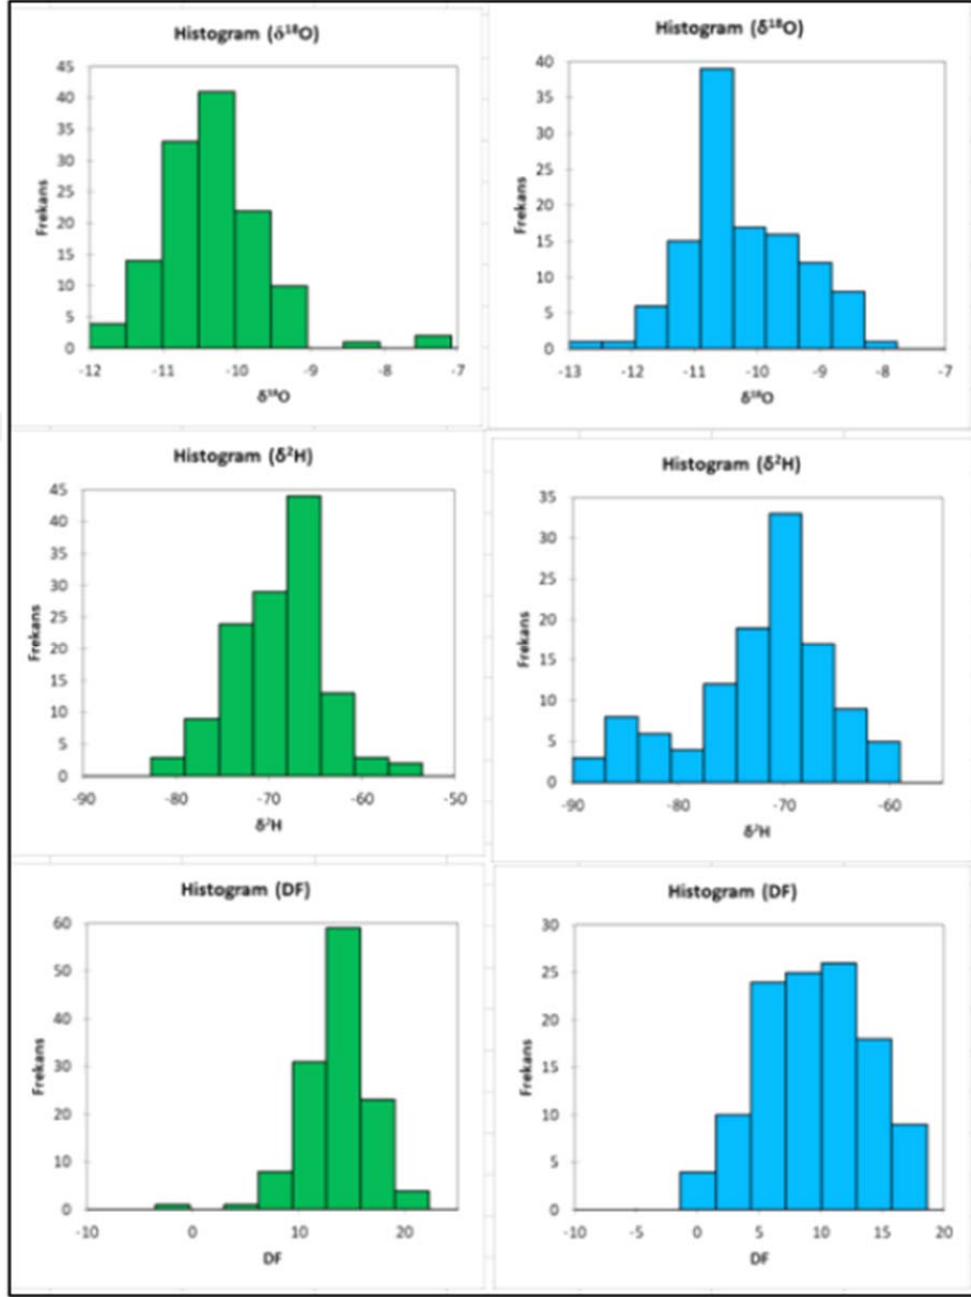 Histogram (δ¹⁸O)
45
40
35
30
25
20
15
10
5
0
Frekans
-12 -11 -10 -9 -8 -7
δ¹⁸O
Histogram (δ¹⁸O)
40
35
30
25
20
15
10
5
0
Frekans
-13 -12 -11 -10 -9 -8 -7
δ¹⁸O
Histogram (δ²H)
45
40
35
30
25
20
15
10
5
0
Frekans
-90 -80 -70 -60 -50
δ²H
Histogram (δ²H)
35
30
25
20
15
10
5
0
Frekans
-90 -80 -70 -60
δ²H
Histogram (DF)
60
50
40
30
20
10
0
Frekans
-10 0 10 20
DF
Histogram (DF)
30
25
20
15
10
5
0
Frekans
-10 -5 0 5 10 15 20
DF